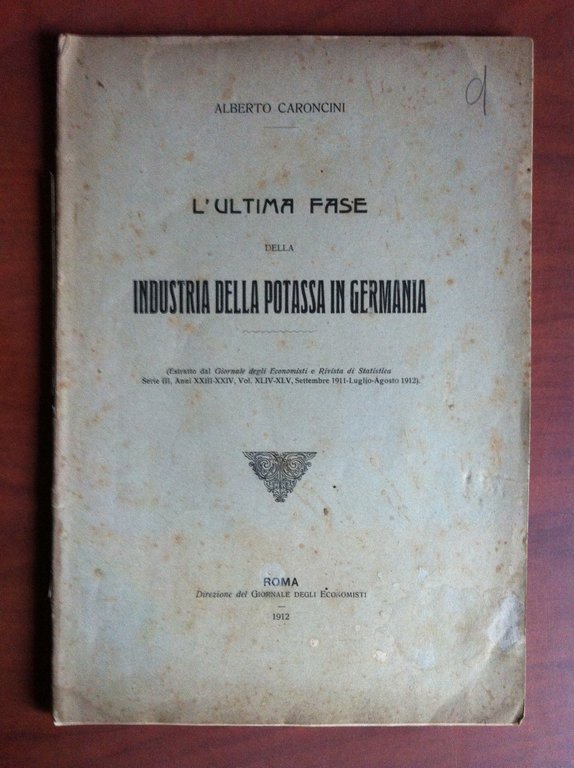 ALBERTO CARONCINI
L'ULTIMA FASE
DELLA
INDUSTRIA DELLA POTASSA IN GERMANIA
(Estratto dal Giornale degli Economisti e Rivista di Statistica
Serie III, Anni XXIII-XXIV, Vol. XLIV-XLV, Settembre 1911-Luglio-Agosto 1912).
ROMA
Direzione del GIORNALE DEGLI ECONOMISTI
1912